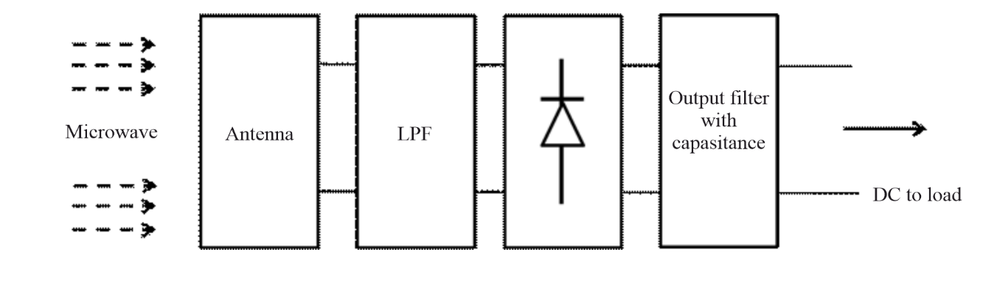 Microwave
Antenna
LPF
Output filter
with
capasitance
DC to load